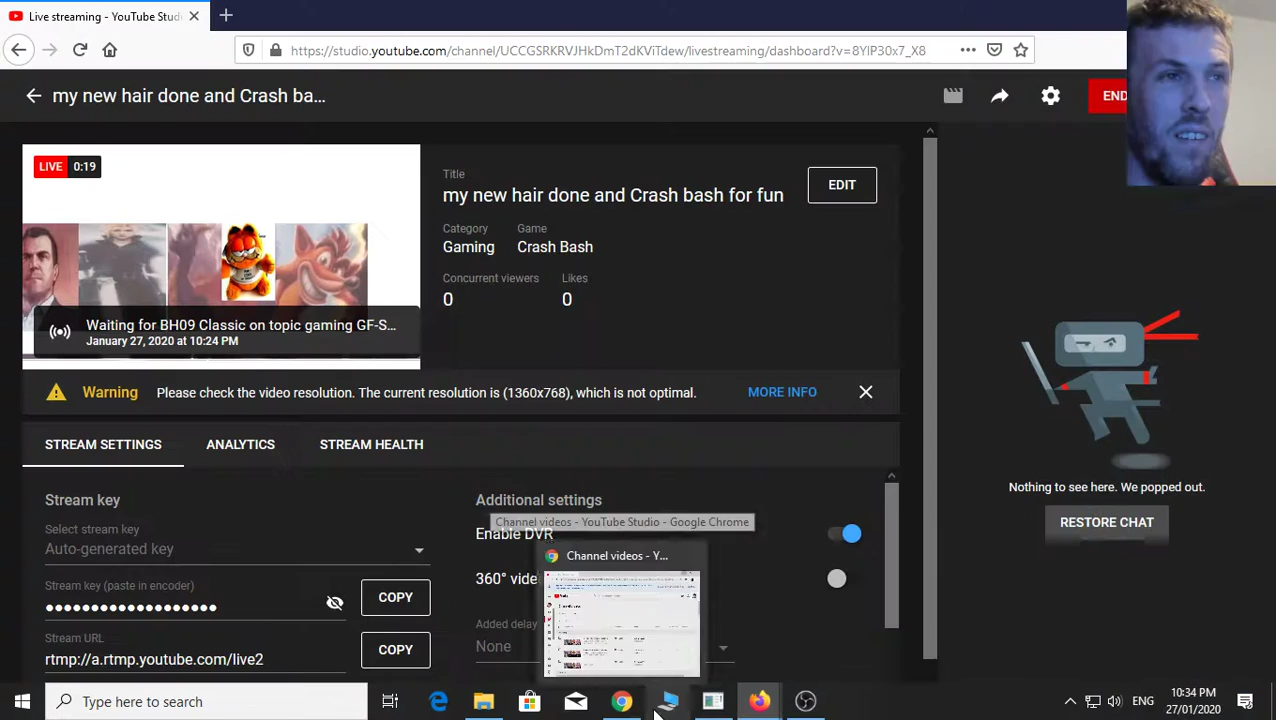 Live streaming - YouTube Studi
https://studio.youtube.com/channel/UCCGSRKRVJHkDmT2dKViTdew/livestreaming/dashboard?v=8YlP30x7_X8
my new hair done and Crash ba...
END
LIVE 0:19
Title
my new hair done and Crash bash for fun
EDIT
Category Game
Gaming Crash Bash
Concurrent viewers Likes
0 0
Waiting for BH09 Classic on topic gaming GF-S...
January 27, 2020 at 10:24 PM
Warning Please check the video resolution. The current resolution is (1360x768), which is not optimal. MORE INFO
STREAM SETTINGS ANALYTICS STREAM HEALTH
Stream key
Select stream key
Auto-generated key
Stream key (paste in encoder)
COPY
Stream URL
rtmp://a.rtmp.youtube.com/live2
COPY
Additional settings
Channel videos - YouTube Studio - Google Chrome
Enable DVR
Channel videos - Y...
360° vide
Added delay
None
Nothing to see here. We popped out.
RESTORE CHAT
Type here to search
ENG
10:34 PM
27/01/2020